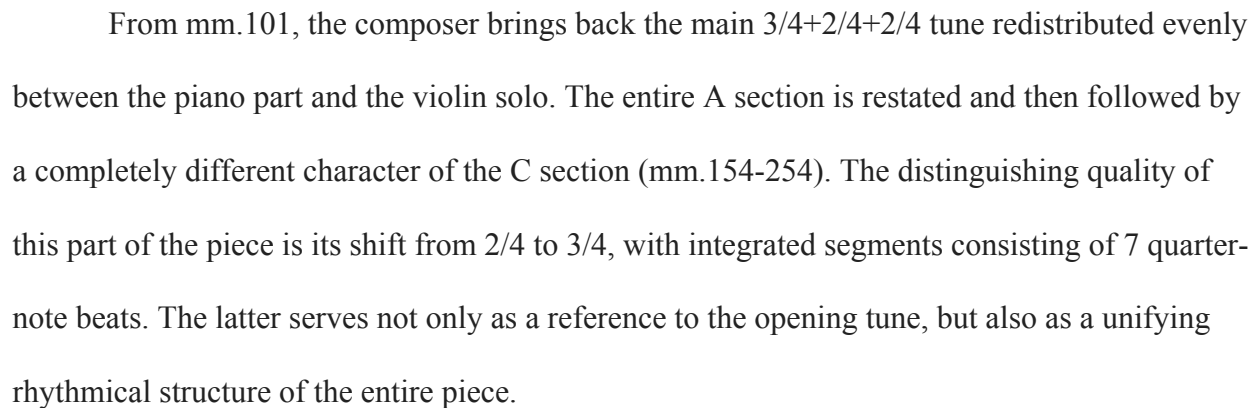 From mm.101, the composer brings back the main 3/4+2/4+2/4 tune redistributed evenly
between the piano part and the violin solo. The entire A section is restated and then followed by
a completely different character of the C section (mm.154-254). The distinguishing quality of
this part of the piece is its shift from 2/4 to 3/4, with integrated segments consisting of 7 quarter-
note beats. The latter serves not only as a reference to the opening tune, but also as a unifying
rhythmical structure of the entire piece.